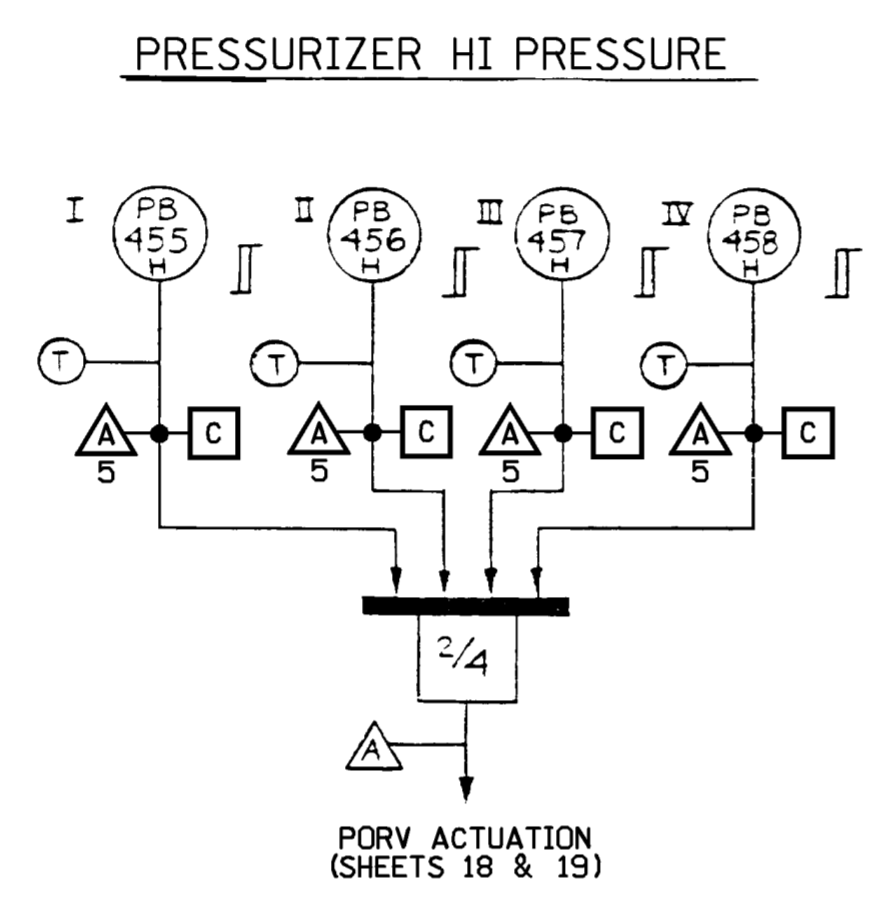 PRESSURIZER HI PRESSURE
I PB 455 H
II PB 456 H
III PB 457 H
IV PB 458 H
T T T T
A C A C A C A C
5 5 5 5
2/4
A
PORV ACTUATION
(SHEETS 18 & 19)